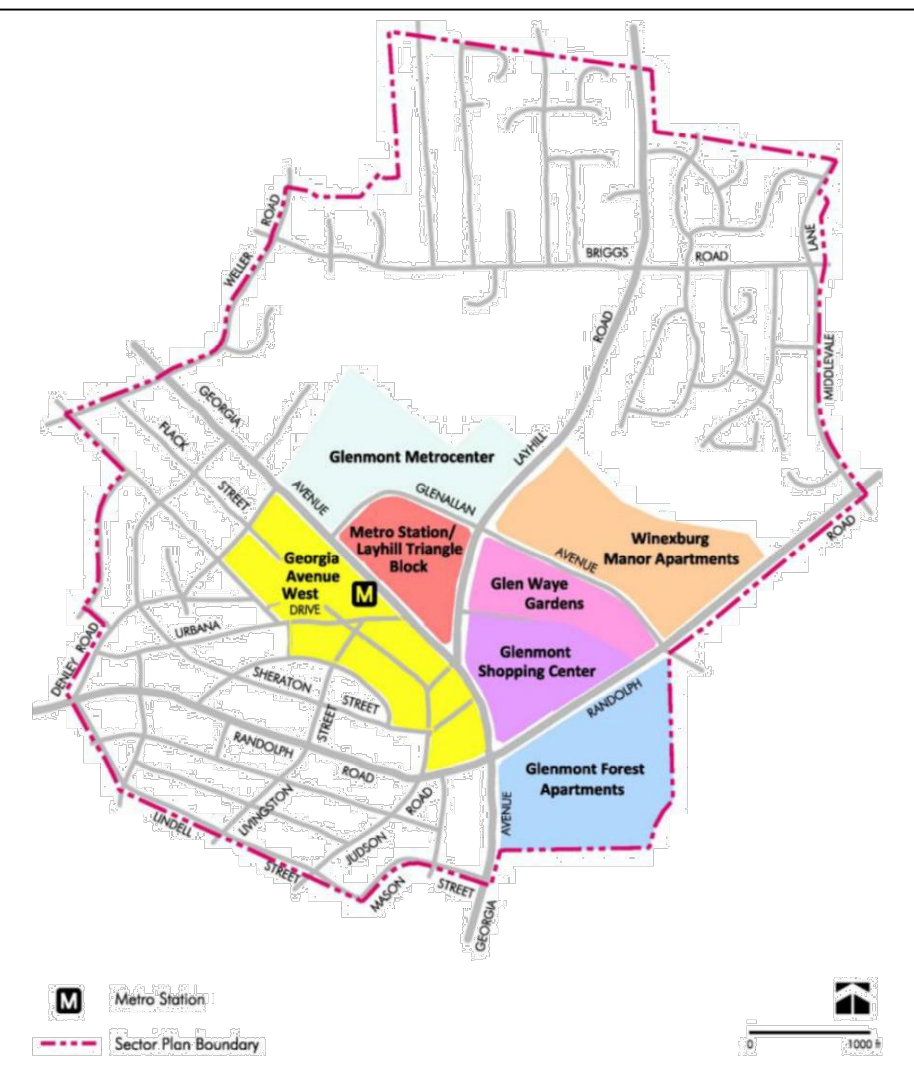 ROAD
WELLER
BRIGGS
ROAD
LANE
ROAD
MIDDLEVALE
GEORGIA
FLACK
LAYHILL
Glenmont Metrocenter
STREET
AVENUE
GLENALLAN
Metro Station/
Layhill Triangle
Block
Winexburg
Manor Apartments
ROAD
Georgia
Avenue
West
M
AVENUE
Glen Waye
Gardens
DRIVE
URBANA
DENLEY ROAD
Glenmont
Shopping Center
SHERATON
STREET
RANDOLPH
STREET
RANDOLPH
ROAD
Glenmont Forest
Apartments
AVENUE
ROAD
LIVINGSTON
LINDELL
JUDSON
STREET
MASON
STREET
GEORGIA
M Metro Station
Sector Plan Boundary
0 1000 ft